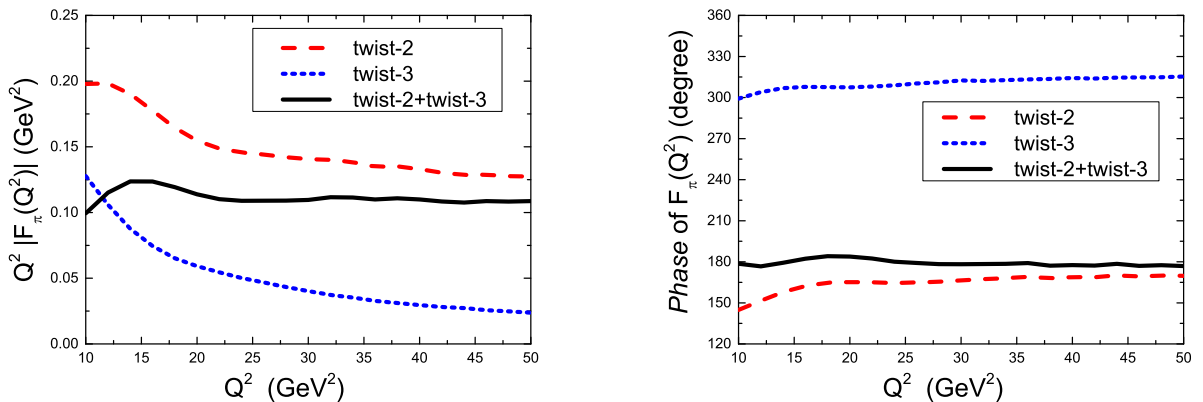 0.25
0.20
0.15
0.10
0.05
0.00
Q² |F_π(Q²)| (GeV²)
twist-2
twist-3
twist-2+twist-3
10 15 20 25 30 35 40 45 50
Q² (GeV²)
360
330
300
270
240
210
180
150
120
Phase of F_π(Q²) (degree)
twist-2
twist-3
twist-2+twist-3
10 15 20 25 30 35 40 45 50
Q² (GeV²)